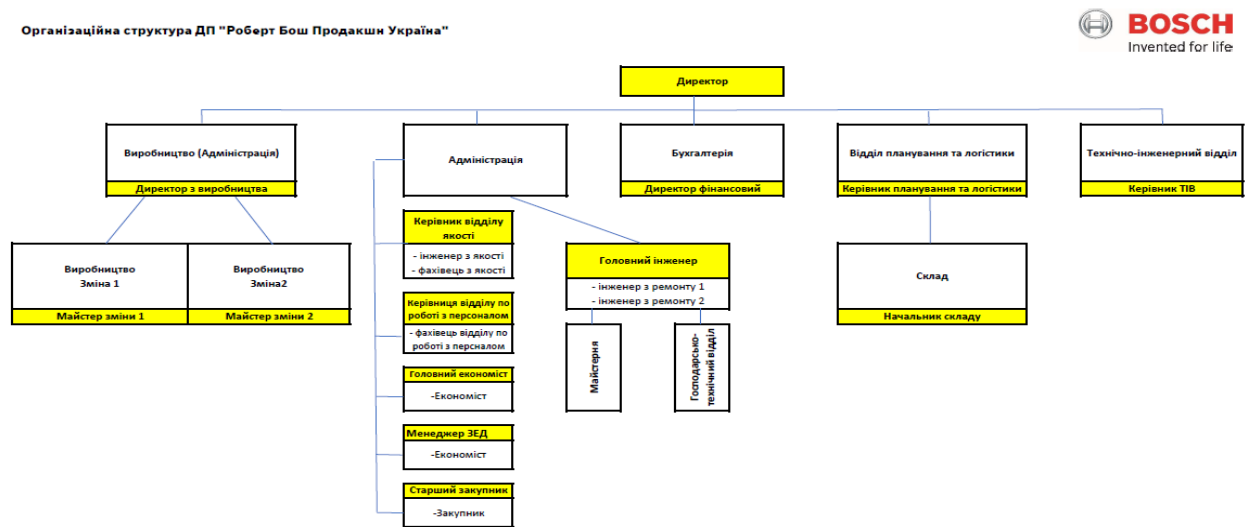 Організаційна структура ДП "Роберт Бош Продакшн Україна"
BOSCH
Invented for life
Директор
Виробництво (Адміністрація)
Директор з виробництва
Адміністрація
Бухгалтерія
Директор фінансовий
Відділ планування та логістики
Керівник планування та логістики
Технічно-інженерний відділ
Керівник ТІВ
Виробництво
Зміна 1
Майстер зміни 1
Виробництво
Зміна2
Майстер зміни 2
Керівник відділу
якості
- інженер з якості
- фахівець з якості
Керівниця відділу по
роботі з персоналом
- фахівець відділу по
роботі з персналом
Головний економіст
-Економіст
Менеджер ЗЕД
-Економіст
Старший закупник
-Закупник
Головний інженер
- інженер з ремонту 1
- інженер з ремонту 2
Майстерня
Господарсько-
технічний відділ
Склад
Начальник складу